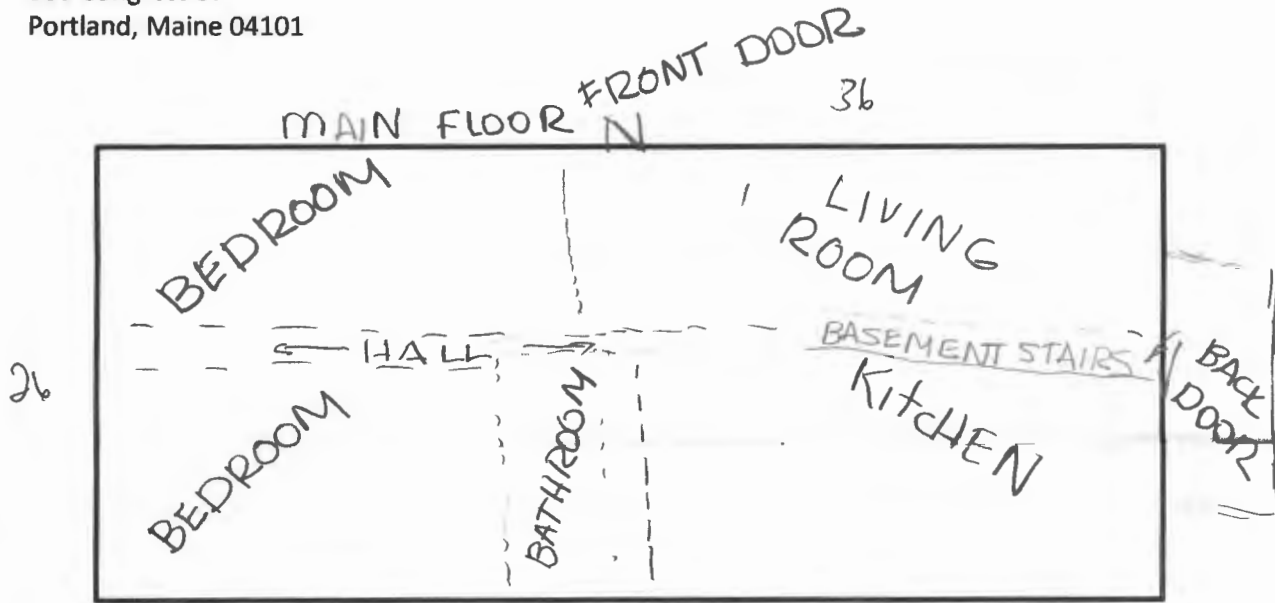 Portland, Maine 04101
FRONT DOOR
36
MAIN FLOOR
BEDROOM
LIVING
ROOM
HALL
BASEMENT STAIRS
BACK
DOOR
26
KitcHEN
BEDROOM
BATHROOM